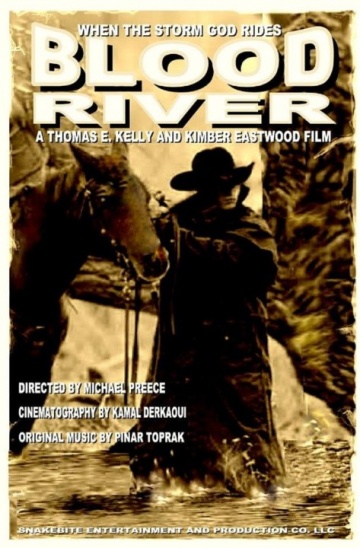 WHEN THE STORM GOD RIDES
BLOOD
RIVER
A THOMAS E. KELLY AND KIMBER EASTWOOD FILM
DIRECTED BY MICHAEL PREECE
CINEMATOGRAPHY BY KAMAL DERKAOUI
ORIGINAL MUSIC BY PINAR TOPRAK
SNAKEBITE ENTERTAINMENT AND PRODUCTION CO. LLC